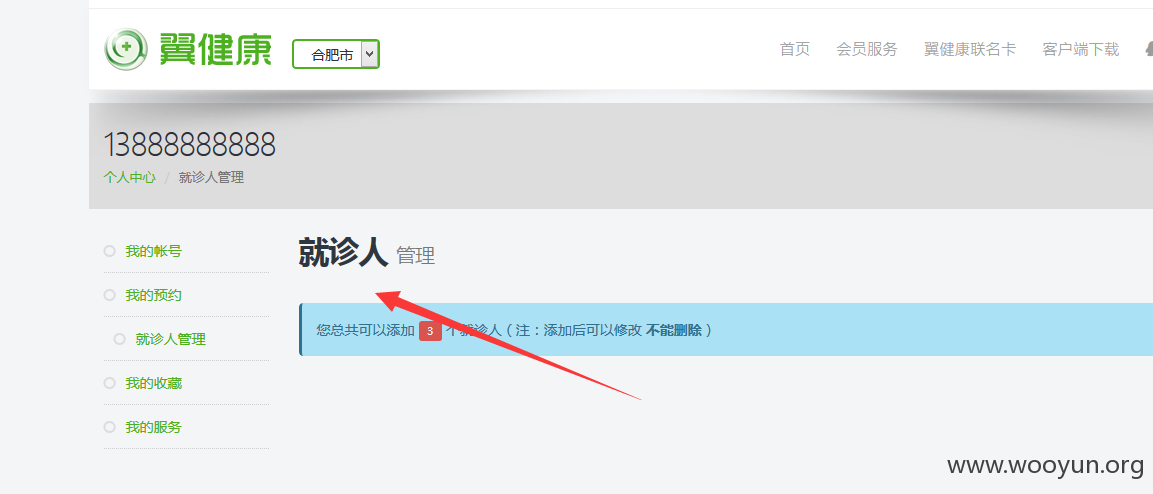 翼健康 合肥市 首页 会员服务 翼健康联名卡 客户端下载
13888888888
个人中心 / 就诊人管理
我的帐号
我的预约
就诊人管理
我的收藏
我的服务
就诊人 管理
您总共可以添加 3 个就诊人 ( 注：添加后可以修改 不能删除 )
www.wooyun.org